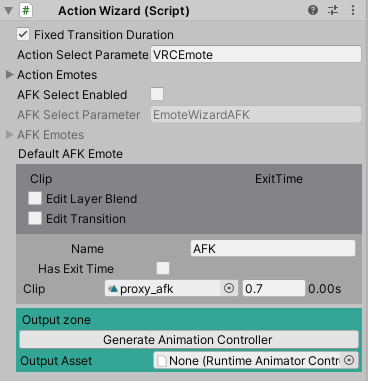 Action Wizard (Script)
Fixed Transition Duration
Action Select Paramete VRCEmote
Action Emotes
AFK Select Enabled
AFK Select Parameter EmoteWizardAFK
AFK Emotes
Default AFK Emote
Clip ExitTime
Edit Layer Blend
Edit Transition
Name AFK
Has Exit Time
Clip proxy_afk 0.7 0.00s
Output zone
Generate Animation Controller
Output Asset None (Runtime Animator Contr